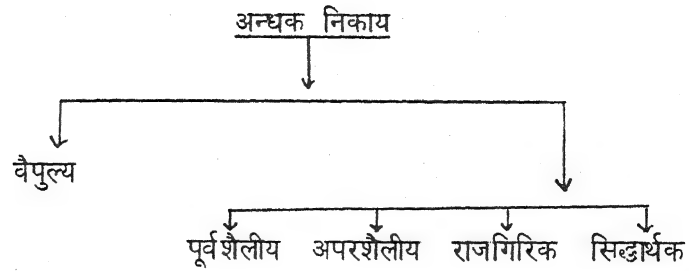 अन्धक निकाय
वैपुल्य
पूर्वशैलीय अपरशैलीय राजगिरिक सिद्धार्थक